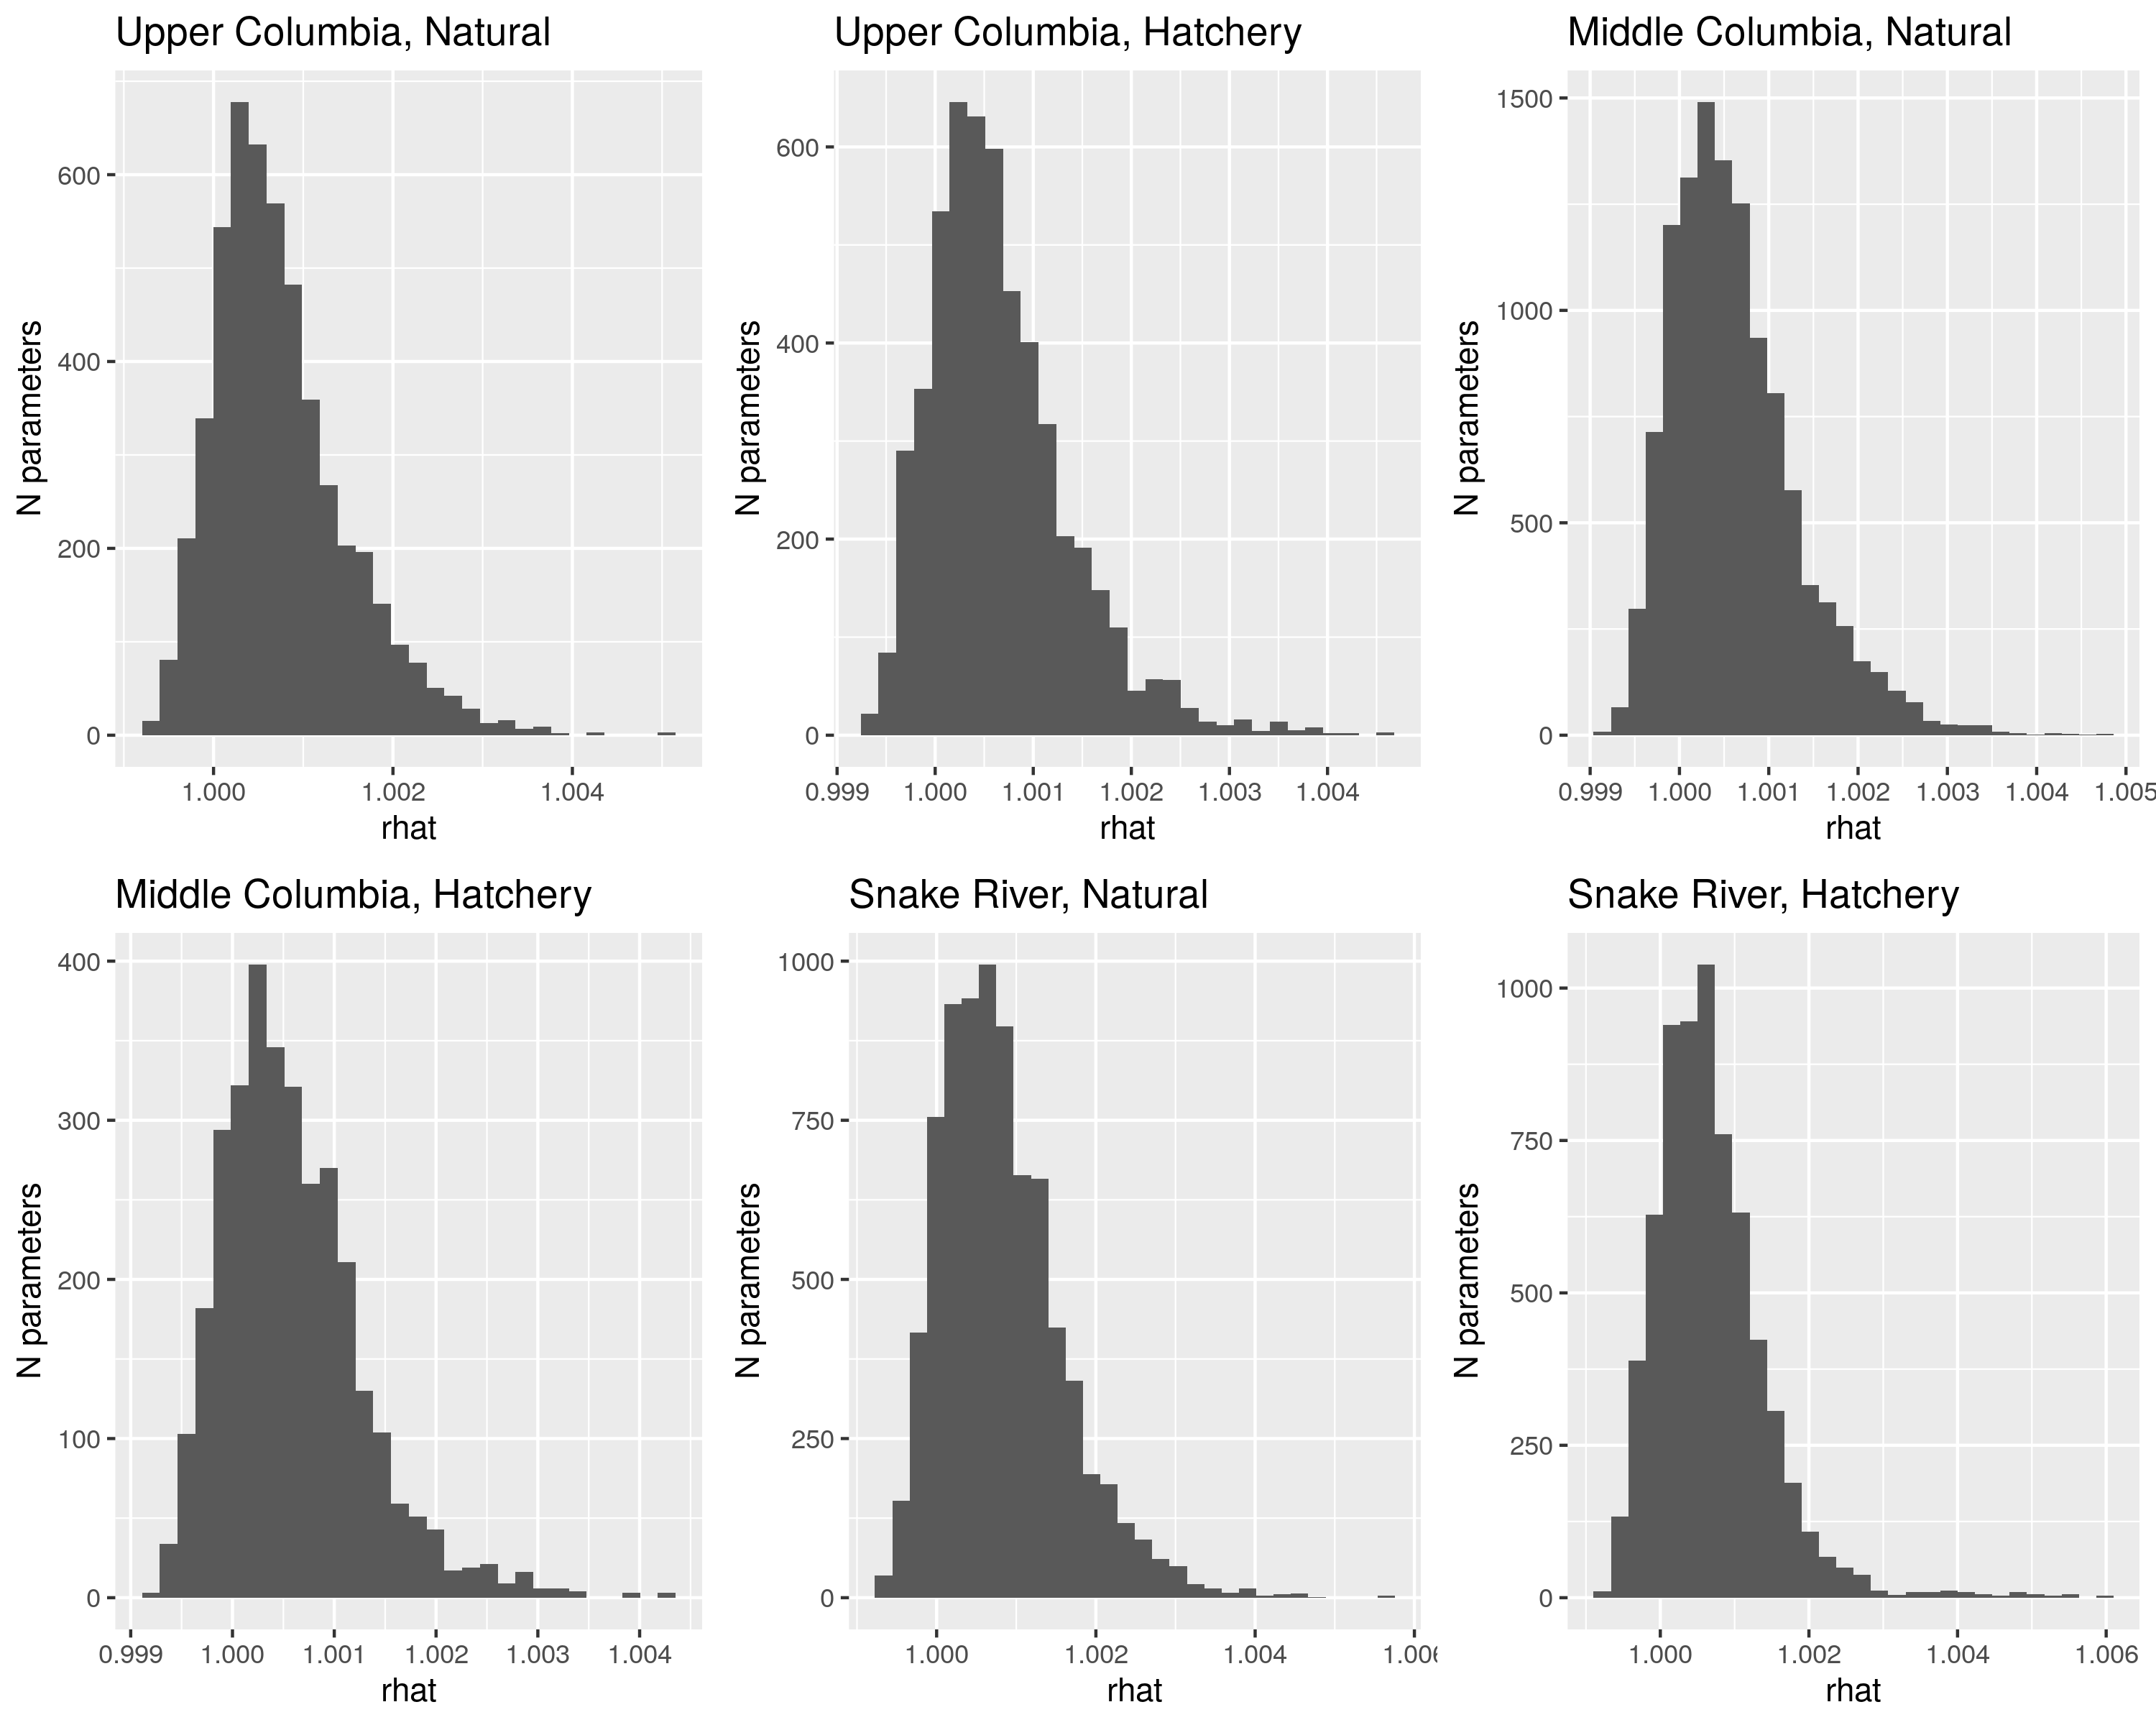 Upper Columbia, Natural
N parameters
600
400
200
0
1.000 1.002 1.004
rhat
Upper Columbia, Hatchery
N parameters
600
400
200
0
0.999 1.000 1.001 1.002 1.003 1.004
rhat
Middle Columbia, Natural
N parameters
1500
1000
500
0
0.999 1.000 1.001 1.002 1.003 1.004 1.005
rhat
Middle Columbia, Hatchery
N parameters
400
300
200
100
0
0.999 1.000 1.001 1.002 1.003 1.004
rhat
Snake River, Natural
N parameters
1000
750
500
250
0
1.000 1.002 1.004 1.006
rhat
Snake River, Hatchery
N parameters
1000
750
500
250
0
1.000 1.002 1.004 1.006
rhat